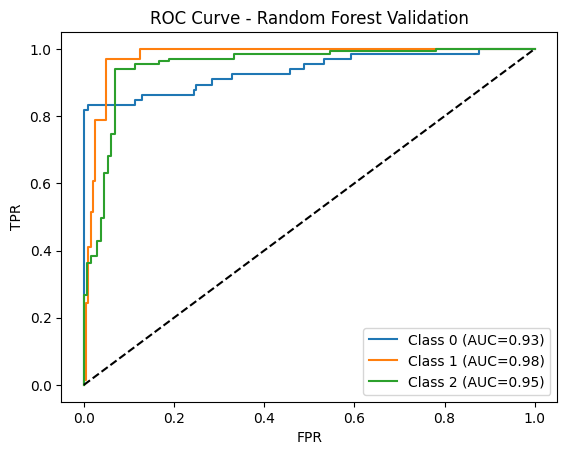 ROC Curve - Random Forest Validation
TPR
1.0
0.8
0.6
0.4
0.2
0.0
0.0 0.2 0.4 0.6 0.8 1.0
FPR
Class 0 (AUC=0.93)
Class 1 (AUC=0.98)
Class 2 (AUC=0.95)